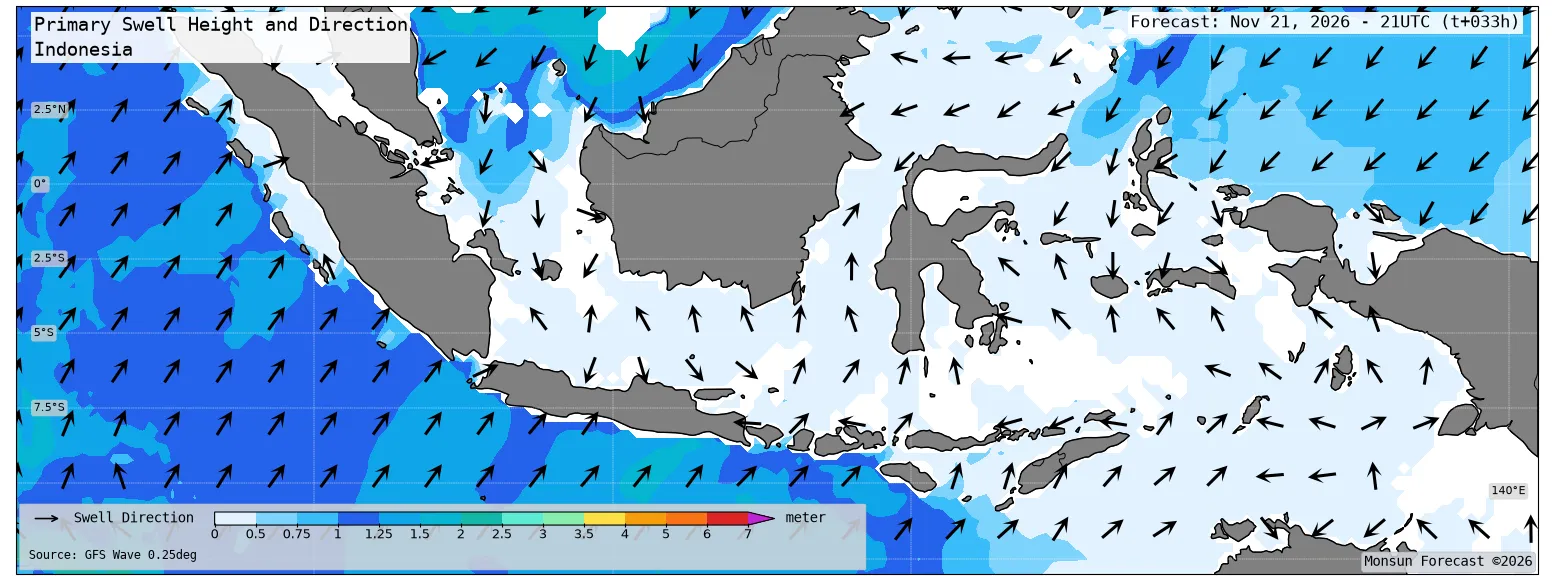 Primary Swell Height and Direction
Indonesia
Forecast: Nov 21, 2026 - 21UTC (t+033h)
2.5°N
0°
2.5°S
5°S
7.5°S
140°E
Swell Direction
0 0.5 0.75 1 1.25 1.5 2 2.5 3 3.5 4 5 6 7
meter
Source: GFS Wave 0.25deg
Monsun Forecast ©2026